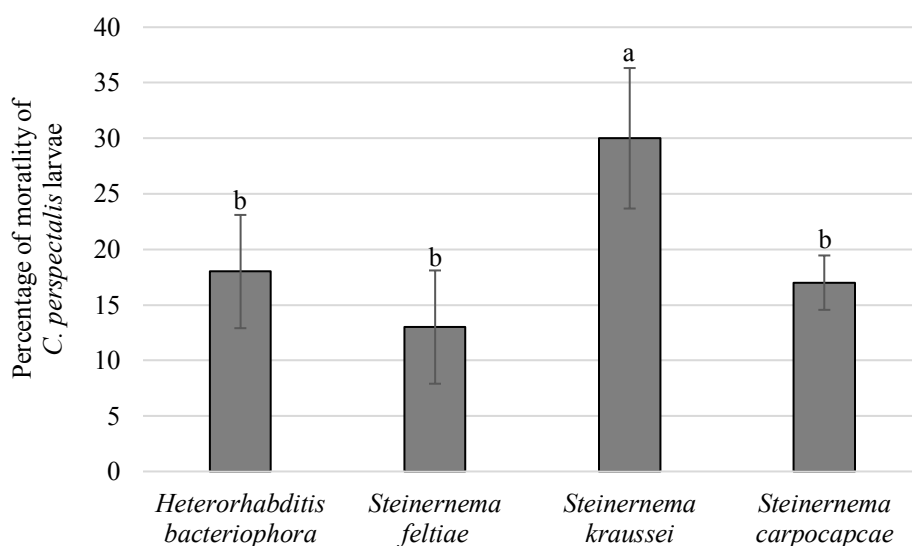 40
35
30
25
20
15
10
5
0
Percentage of moratlity of
C. perspectalis larvae
b
b
a
b
Heterorhabditis
bacteriophora
Steinernema
feltiae
Steinernema
kraussei
Steinernema
carpocapcae